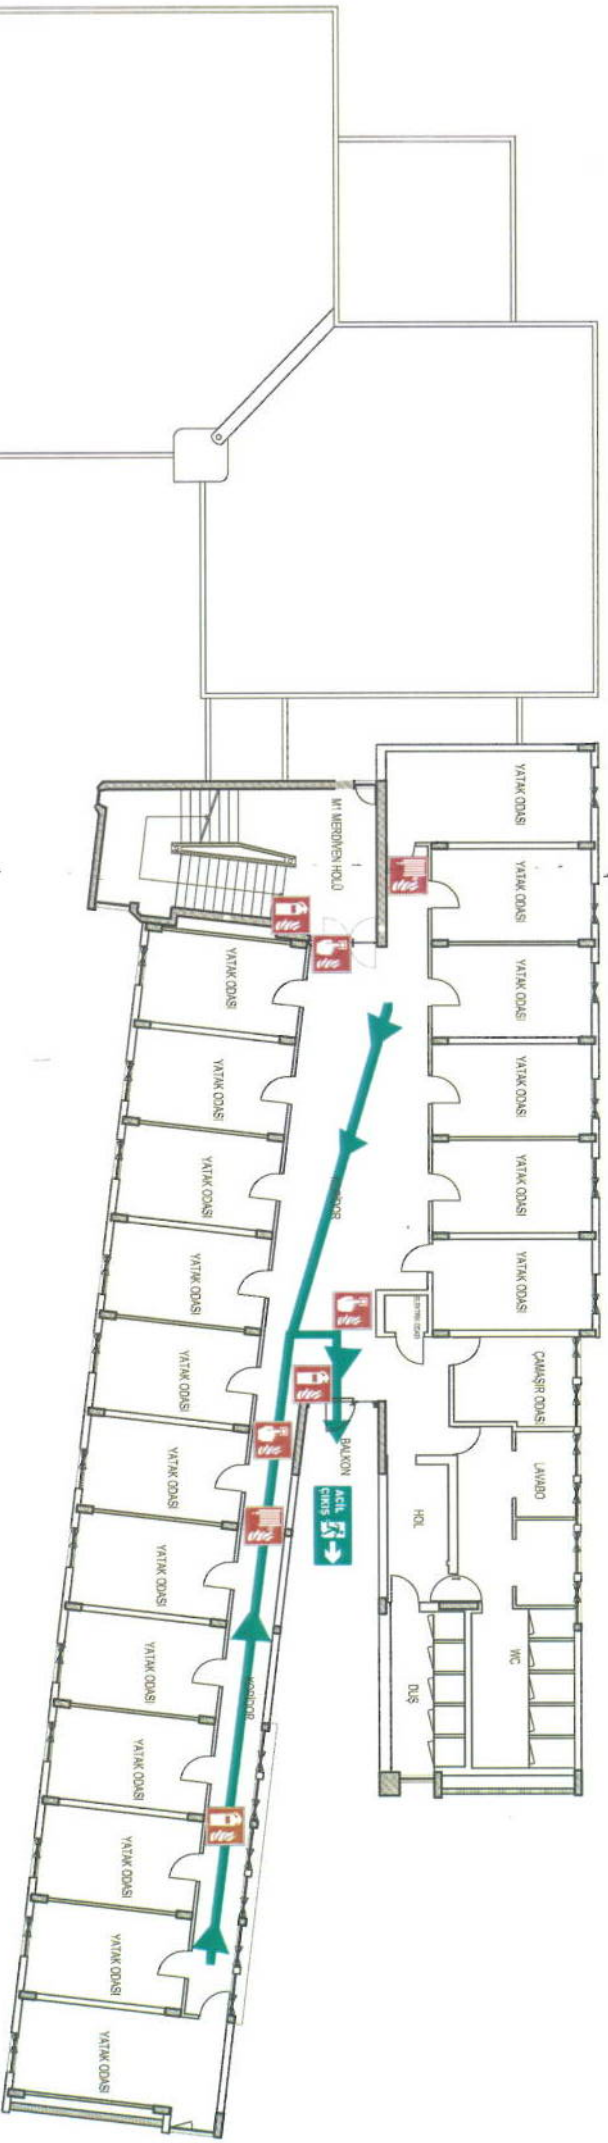 YATAK ODASI
YATAK ODASI
YATAK ODASI
YATAK ODASI
YATAK ODASI
YATAK ODASI
ÇAMAŞIR ODASI
LAVABO
WC
M1 MERDİVEN HOLÜ
BALKON
HOL
DUŞ
ACİL
ÇIKIŞ
KORİDOR
YATAK ODASI
YATAK ODASI
YATAK ODASI
YATAK ODASI
YATAK ODASI
YATAK ODASI
YATAK ODASI
YATAK ODASI
YATAK ODASI
YATAK ODASI
YATAK ODASI
YATAK ODASI